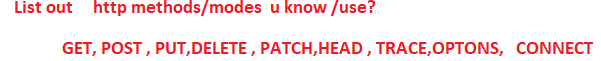 List out http methods/modes u know /use?
GET, POST , PUT,DELETE , PATCH,HEAD , TRACE,OPTONS, CONNECT